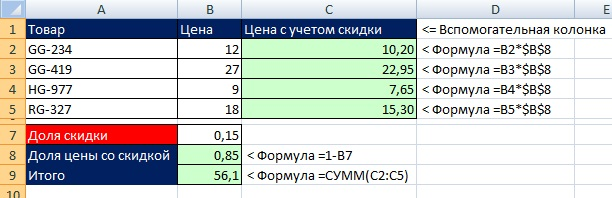 A B C D E
1 Товар Цена Цена с учетом скидки <= Вспомогательная колонка
2 GG-234 12 10,20 < Формула =B2*$B$8
3 GG-419 27 22,95 < Формула =B3*$B$8
4 HG-977 9 7,65 < Формула =B4*$B$8
5 RG-327 18 15,30 < Формула =B5*$B$8
7 Доля скидки 0,15
8 Доля цены со скидкой 0,85 < Формула =1-B7
9 Итого 56,1 < Формула =СУММ(C2:C5)
10